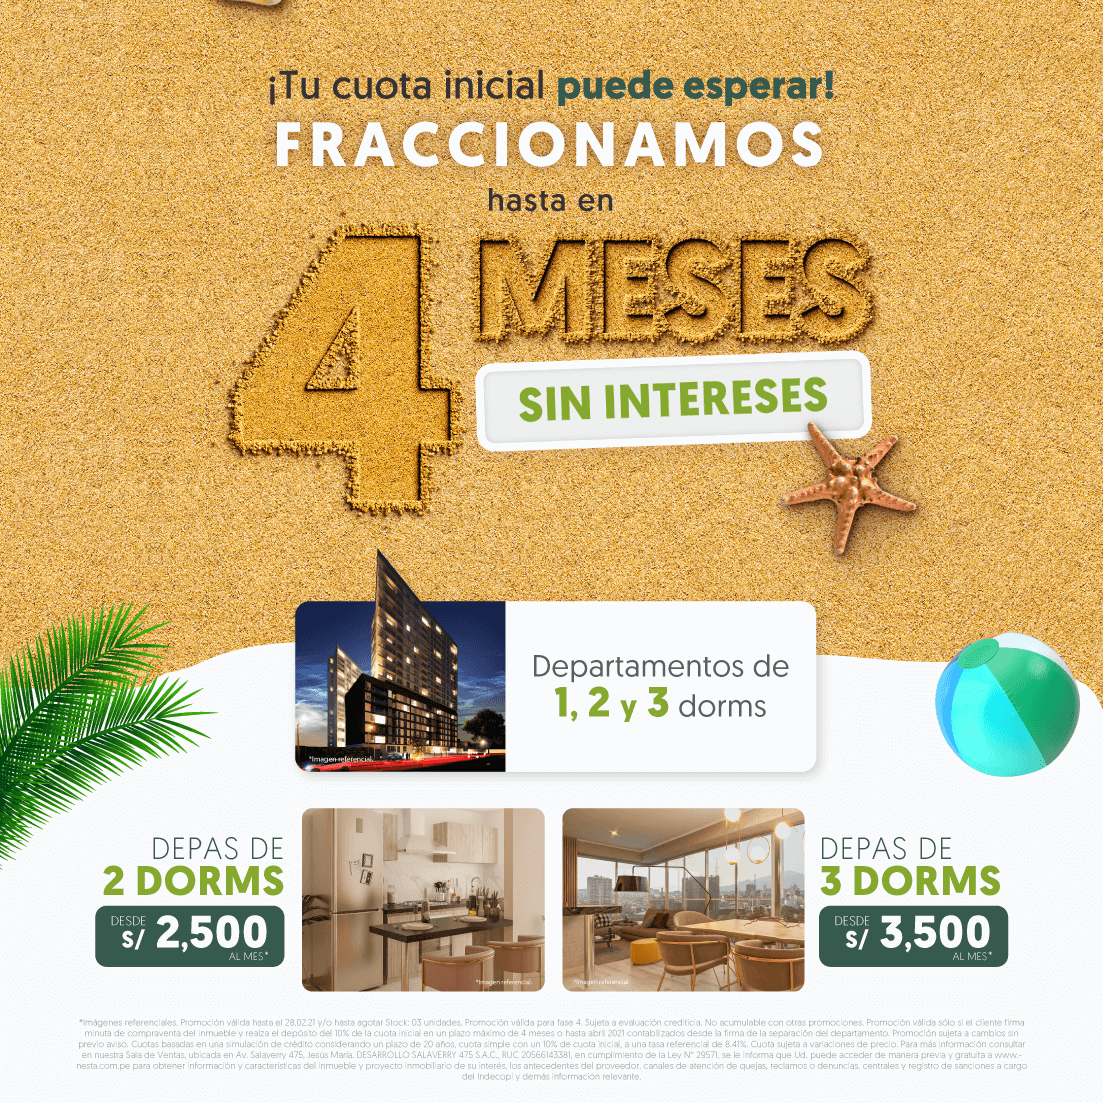 ¡Tu cuota inicial puede esperar!
FRACCIONAMOS
hasta en
4 MESES
SIN INTERESES
Departamentos de
1, 2 y 3 dorms
*Imagen referencial.
DEPAS DE
2 DORMS
DESDE
S/ 2,500
AL MES*
*Imagen referencial.
*Imagen referencial.
DEPAS DE
3 DORMS
DESDE
S/ 3,500
AL MES*
*Imágenes referenciales. Promoción válida hasta el 28.02.21 y/o hasta agotar Stock: 03 unidades. Promoción válida para fase 4. Sujeta a evaluación crediticia. No acumulable con otras promociones. Promoción válida sólo si el cliente firma
minuta de compraventa del inmueble y realza el depósito del 10% de la cuota inicial en un plazo máximo de 4 meses o hasta abril 2021 contabilizados desde la firma de la separación del departamento. Promoción sujeta a cambios sin
previo aviso. Cuotas basadas en una simulación de crédito considerando un plazo de 20 años, cuota simple con un 10% de cuota inicial, a una tasa referencial de 8.41%. Cuota sujeta a variaciones de precio. Para más información consultar
en nuestra Sala de Ventas, ubicada en Av. Salaverry 475, Jesús María. DESARROLLO SALAVERRY 475 S.A.C., RUC 20566143381, en cumplimiento de la Ley N° 29571, se le informa que Ud. puede acceder de manera previa y gratuita a www.-
nesta.com.pe para obtener información y características del inmueble y proyecto Inmobiliario de su interés, los antecedentes del proveedor, canales de atención de quejas, reclamos o denuncias, centrales y registro de sanciones a cargo
del Indecopi y demás información relevante.